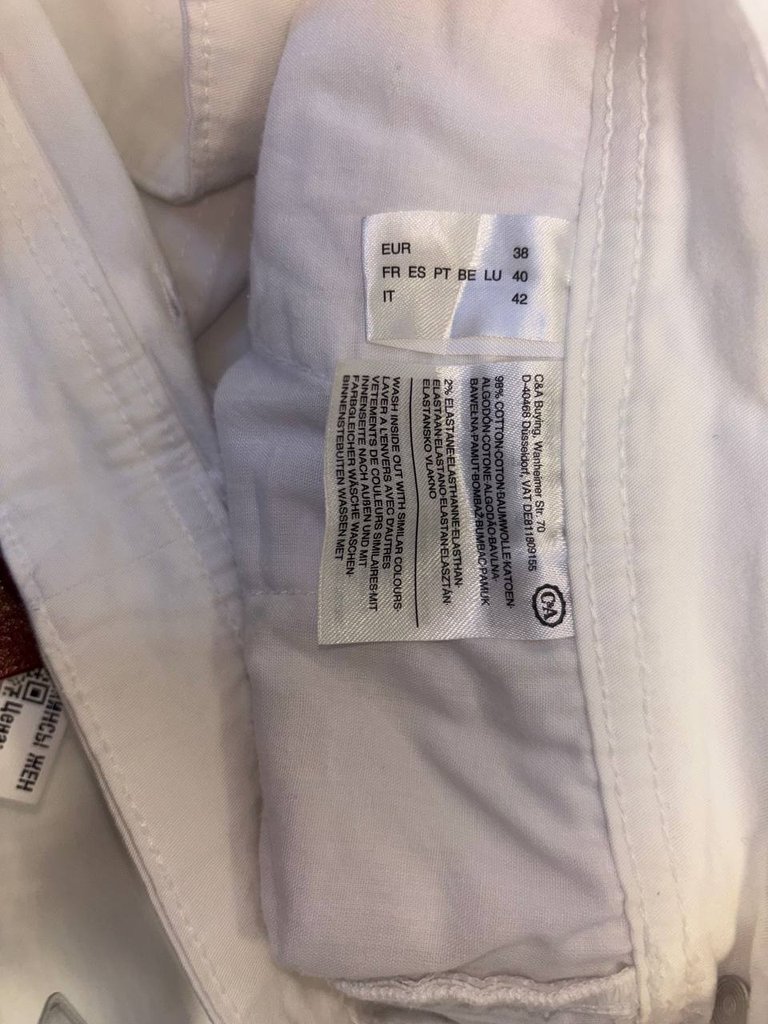 EUR 38
FR ES PT BE LU 40
IT 42
C&A Buying, Wanheimer Str. 70
D-40468 Düsseldorf, VAT DE811809155
C&A
98% COTTON·COTON·BAUMWOLLE·KATOEN·
ALGODÓN·COTONE·ALGODÃO·BAVLNA·
BAWEŁNA·PAMUT·BOMBAŽ·BUMBAC·PAMUK
2% ELASTANE·ELASTHANNE·ELASTHAN·
ELASTAAN·ELASTANO·ELASTAN·ELASZTÁN
ELASTANSKO VLAKNO
WASH INSIDE OUT WITH SIMILAR COLOURS·
LAVER A L'ENVERS AVEC D'AUTRES
VETEMENTS DE COULEURS SIMILAIRES·MIT
INNENSEITE NACH AUßEN UND MIT
FARBGLEICHER WÄSCHE WASCHEN·
BINNENSTEBUITEN WASSEN MET
ЖЕН
Цена: